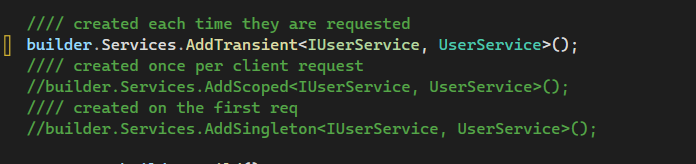 //// created each time they are requested
builder.Services.AddTransient<IUserService, UserService>();
//// created once per client request
//builder.Services.AddScoped<IUserService, UserService>();
//// created on the first req
//builder.Services.AddSingleton<IUserService, UserService>();